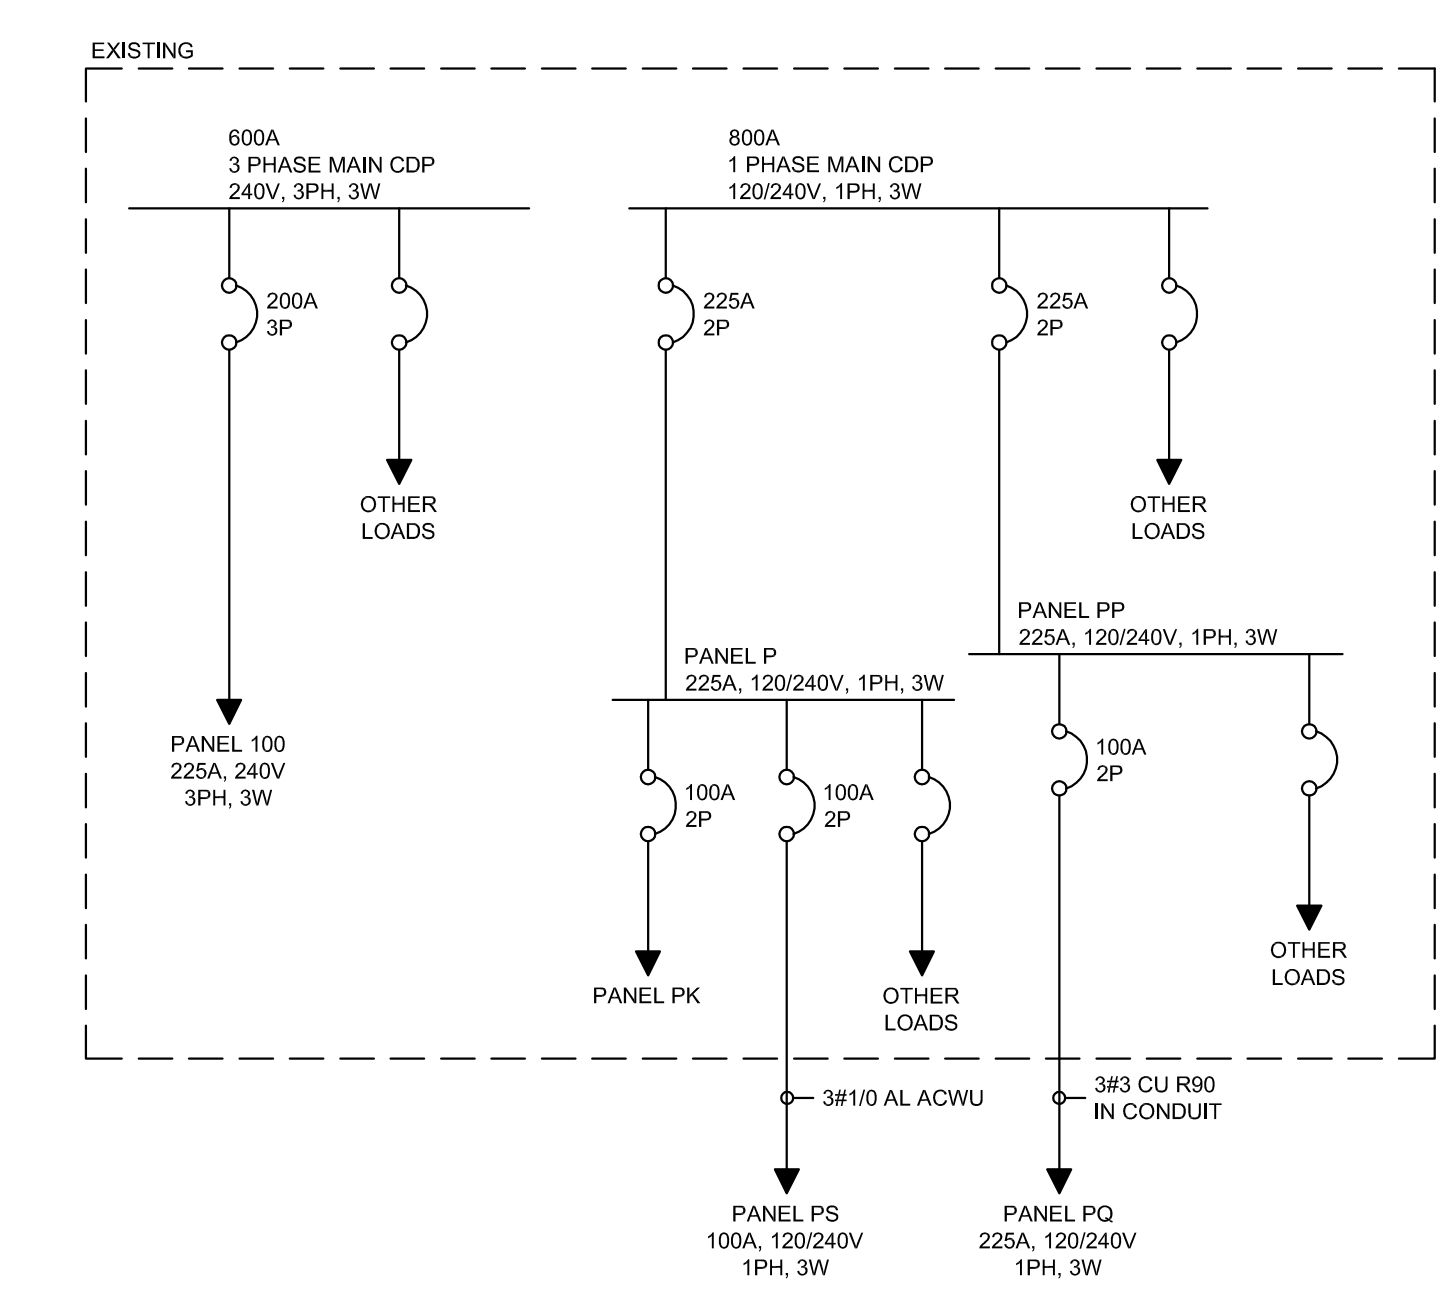 EXISTING
600A
3 PHASE MAIN CDP
240V, 3PH, 3W
800A
1 PHASE MAIN CDP
120/240V, 1PH, 3W
200A
3P
225A
2P
225A
2P
OTHER
LOADS
OTHER
LOADS
PANEL PP
225A, 120/240V, 1PH, 3W
PANEL P
225A, 120/240V, 1PH, 3W
PANEL 100
225A, 240V
3PH, 3W
100A
2P
100A
2P
100A
2P
OTHER
LOADS
PANEL PK
OTHER
LOADS
3#1/0 AL ACWU
3#3 CU R90
IN CONDUIT
PANEL PS
100A, 120/240V
1PH, 3W
PANEL PQ
225A, 120/240V
1PH, 3W